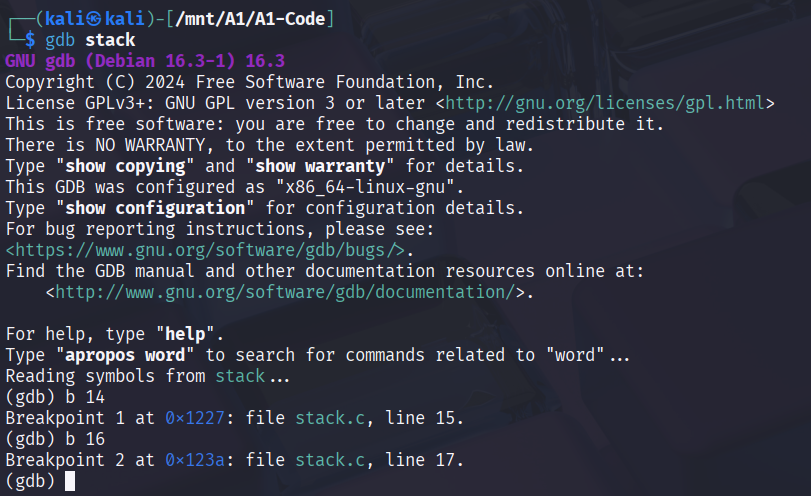 ┌──(kali㉿kali)-[/mnt/A1/A1-Code]
└─$ gdb stack
GNU gdb (Debian 16.3-1) 16.3
Copyright (C) 2024 Free Software Foundation, Inc.
License GPLv3+: GNU GPL version 3 or later <http://gnu.org/licenses/gpl.html>
This is free software: you are free to change and redistribute it.
There is NO WARRANTY, to the extent permitted by law.
Type "show copying" and "show warranty" for details.
This GDB was configured as "x86_64-linux-gnu".
Type "show configuration" for configuration details.
For bug reporting instructions, please see:
<https://www.gnu.org/software/gdb/bugs/>.
Find the GDB manual and other documentation resources online at:
    <http://www.gnu.org/software/gdb/documentation/>.

For help, type "help".
Type "apropos word" to search for commands related to "word"...
Reading symbols from stack...
(gdb) b 14
Breakpoint 1 at 0x1227: file stack.c, line 15.
(gdb) b 16
Breakpoint 2 at 0x123a: file stack.c, line 17.
(gdb)